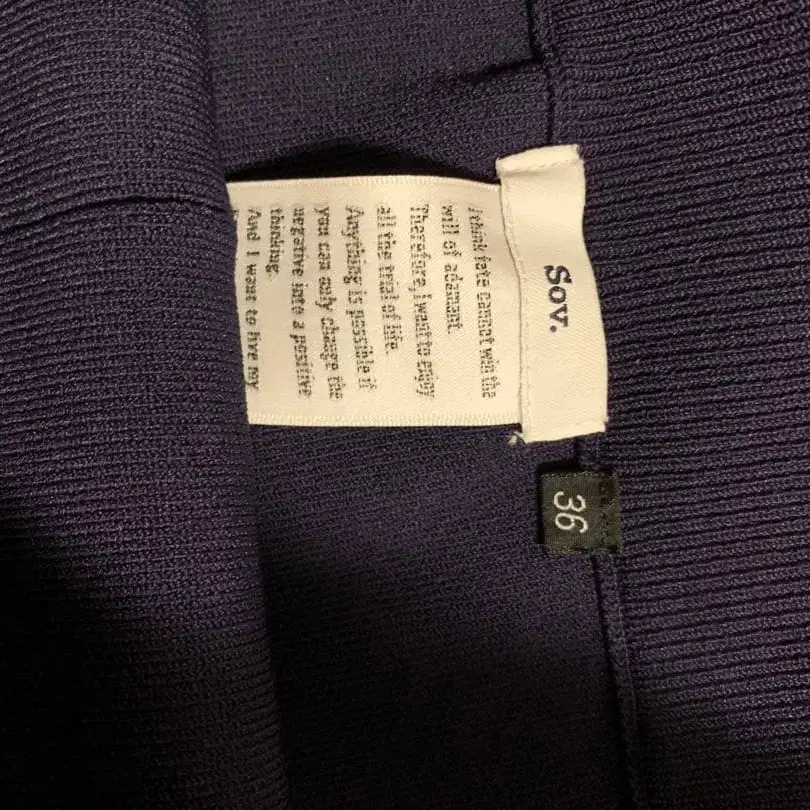 Sov.
I think fate cannot win the
will of adamant.
Therefore, I want to enjoy
all the trial of life.
Anything is possible if
you can only change the
negative into a positive
thinking.
And I want to live my
36